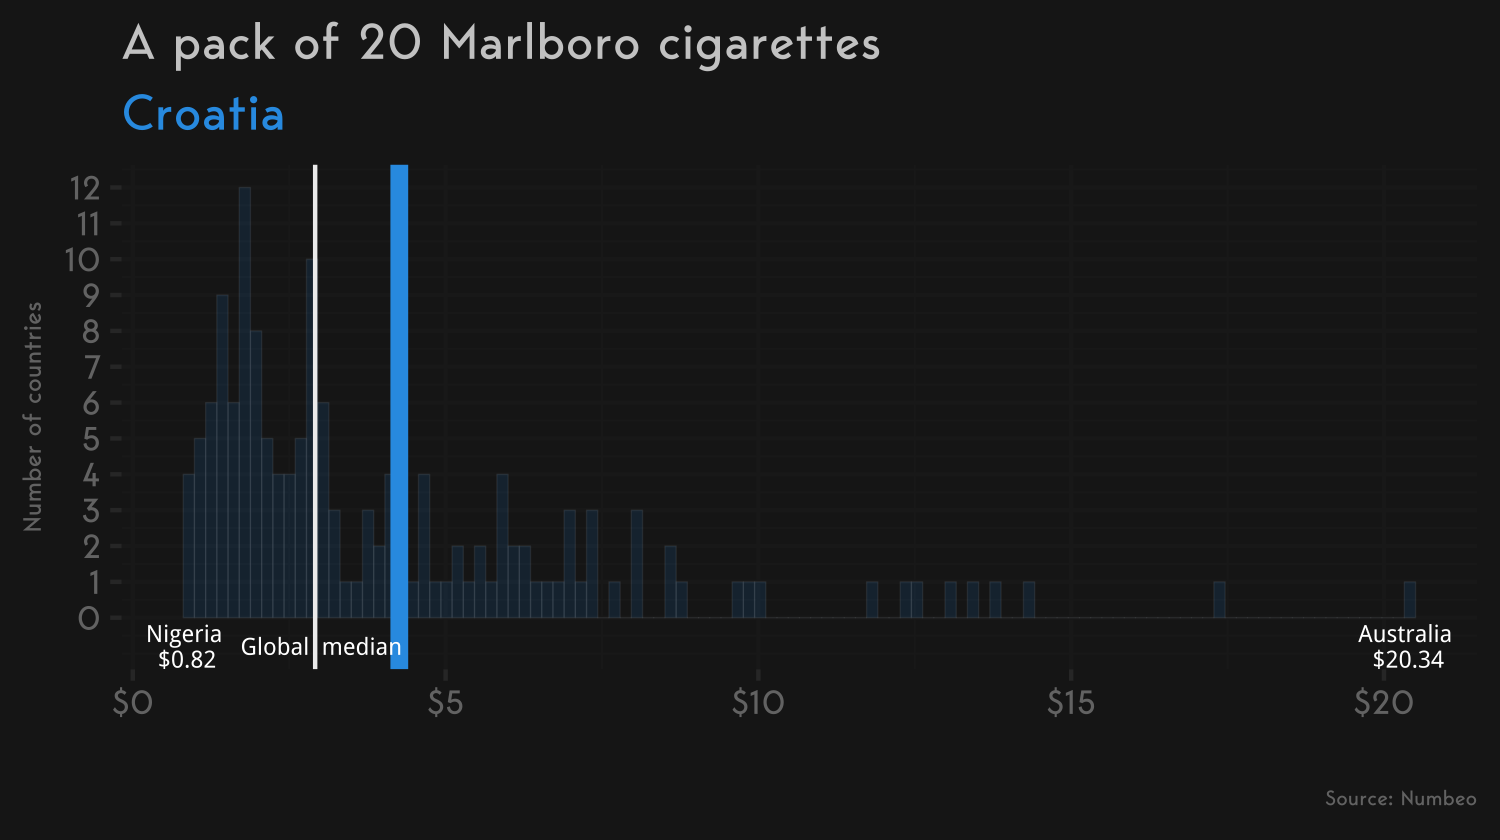 A pack of 20 Marlboro cigarettes
Croatia
Number of countries
12
11
10
9
8
7
6
5
4
3
2
1
0
Nigeria
$0.82
Global median
Australia
$20.34
$0 $5 $10 $15 $20
Source: Numbeo